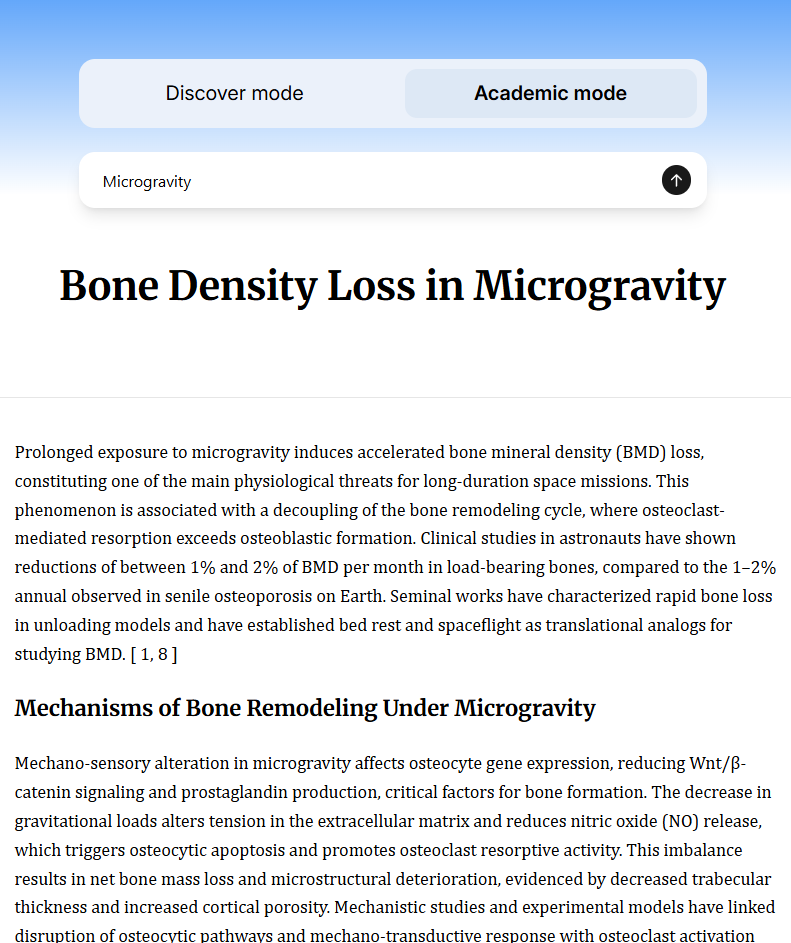 Discover mode
Academic mode
Microgravity
Bone Density Loss in Microgravity
Prolonged exposure to microgravity induces accelerated bone mineral density (BMD) loss,
constituting one of the main physiological threats for long-duration space missions. This
phenomenon is associated with a decoupling of the bone remodeling cycle, where osteoclast-
mediated resorption exceeds osteoblastic formation. Clinical studies in astronauts have shown
reductions of between 1% and 2% of BMD per month in load-bearing bones, compared to the 1–2%
annual observed in senile osteoporosis on Earth. Seminal works have characterized rapid bone loss
in unloading models and have established bed rest and spaceflight as translational analogs for
studying BMD. [ 1, 8 ]
Mechanisms of Bone Remodeling Under Microgravity
Mechano-sensory alteration in microgravity affects osteocyte gene expression, reducing Wnt/β-
catenin signaling and prostaglandin production, critical factors for bone formation. The decrease in
gravitational loads alters tension in the extracellular matrix and reduces nitric oxide (NO) release,
which triggers osteocytic apoptosis and promotes osteoclast resorptive activity. This imbalance
results in net bone mass loss and microstructural deterioration, evidenced by decreased trabecular
thickness and increased cortical porosity. Mechanistic studies and experimental models have linked
disruption of osteocytic pathways and mechano-transductive response with osteoclast activation